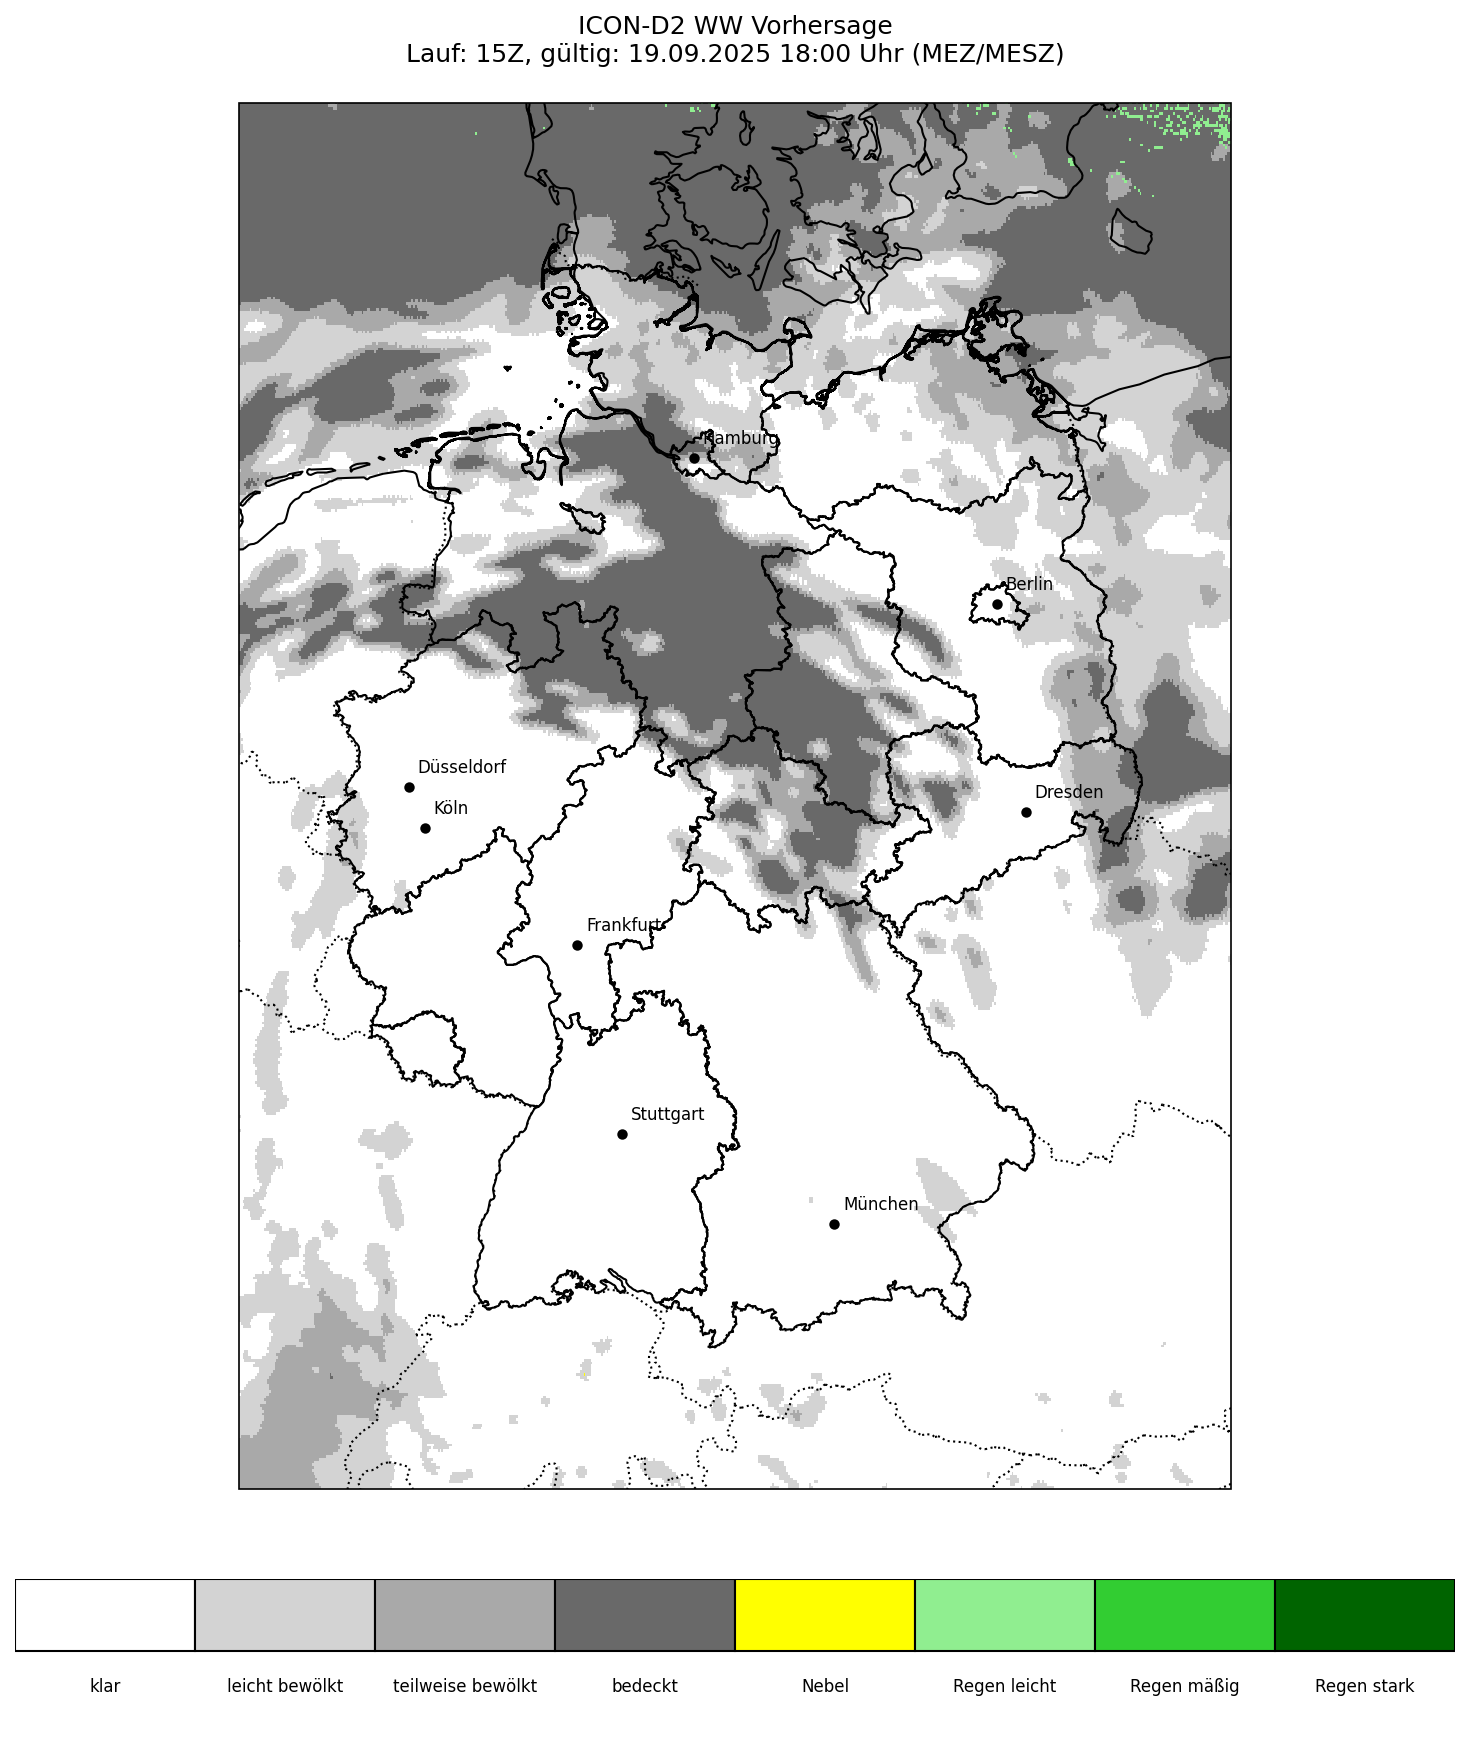 ICON-D2 WW Vorhersage
Lauf: 15Z, gültig: 19.09.2025 18:00 Uhr (MEZ/MESZ)
Hamburg
Berlin
Düsseldorf
Dresden
Köln
Frankfurt
Stuttgart
München
klar
leicht bewölkt
teilweise bewölkt
bedeckt
Nebel
Regen leicht
Regen mäßig
Regen stark